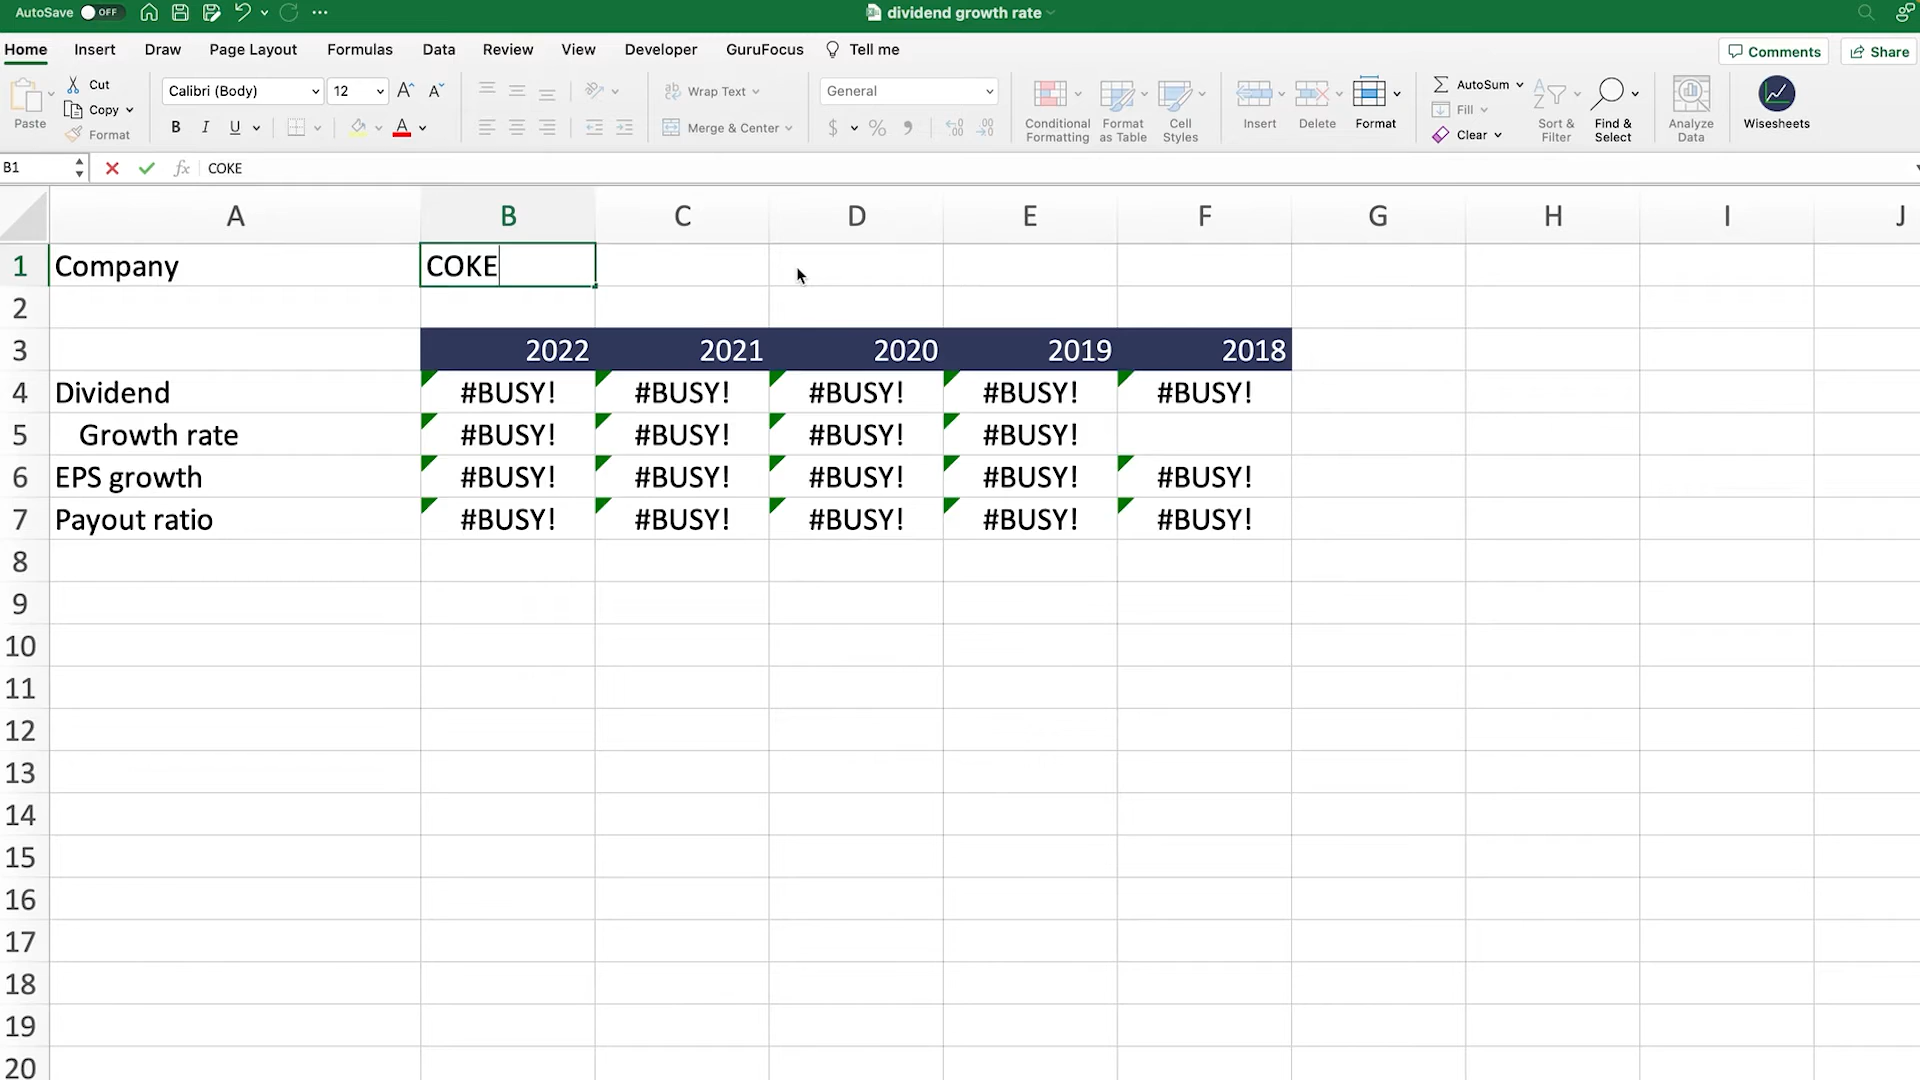 AutoSave OFF dividend growth rate
Home Insert Draw Page Layout Formulas Data Review View Developer GuruFocus Tell me Comments Share
Paste Cut Copy Format
Calibri (Body) 12 A^ A˅
B I U A
Wrap Text
Merge & Center
General
$ % 9 .00 .00
Conditional Formatting Format as Table Cell Styles
Insert Delete Format
AutoSum
Fill
Clear
Sort & Filter Find & Select
Analyze Data
Wisesheets
B1 fx COKE
A B C D E F G H I J
1 Company COKE
2
3 2022 2021 2020 2019 2018
4 Dividend #BUSY! #BUSY! #BUSY! #BUSY! #BUSY!
5 Growth rate #BUSY! #BUSY! #BUSY! #BUSY!
6 EPS growth #BUSY! #BUSY! #BUSY! #BUSY! #BUSY!
7 Payout ratio #BUSY! #BUSY! #BUSY! #BUSY! #BUSY!
8
9
10
11
12
13
14
15
16
17
18
19
20